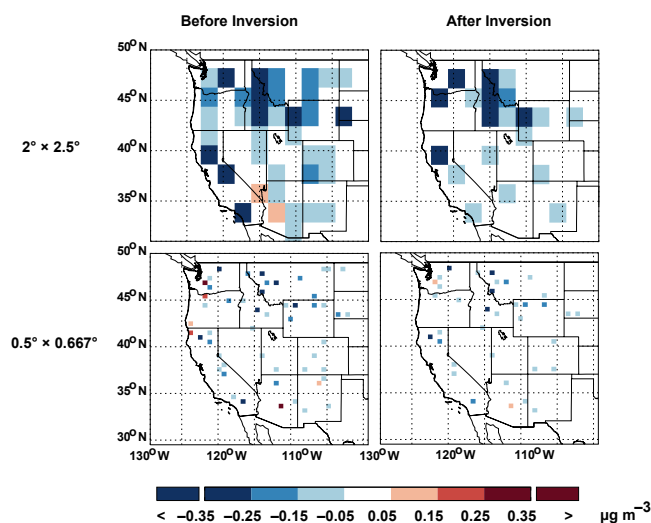 Before Inversion After Inversion
50° N
45° N
2° × 2.5°
40° N
35° N
50° N
45° N
0.5° × 0.667°
40° N
35° N
30° N
130°W 120°W 110°W 120°W 110°W
< −0.35 −0.25 −0.15 −0.05 0.05 0.15 0.25 0.35 > µg m⁻³